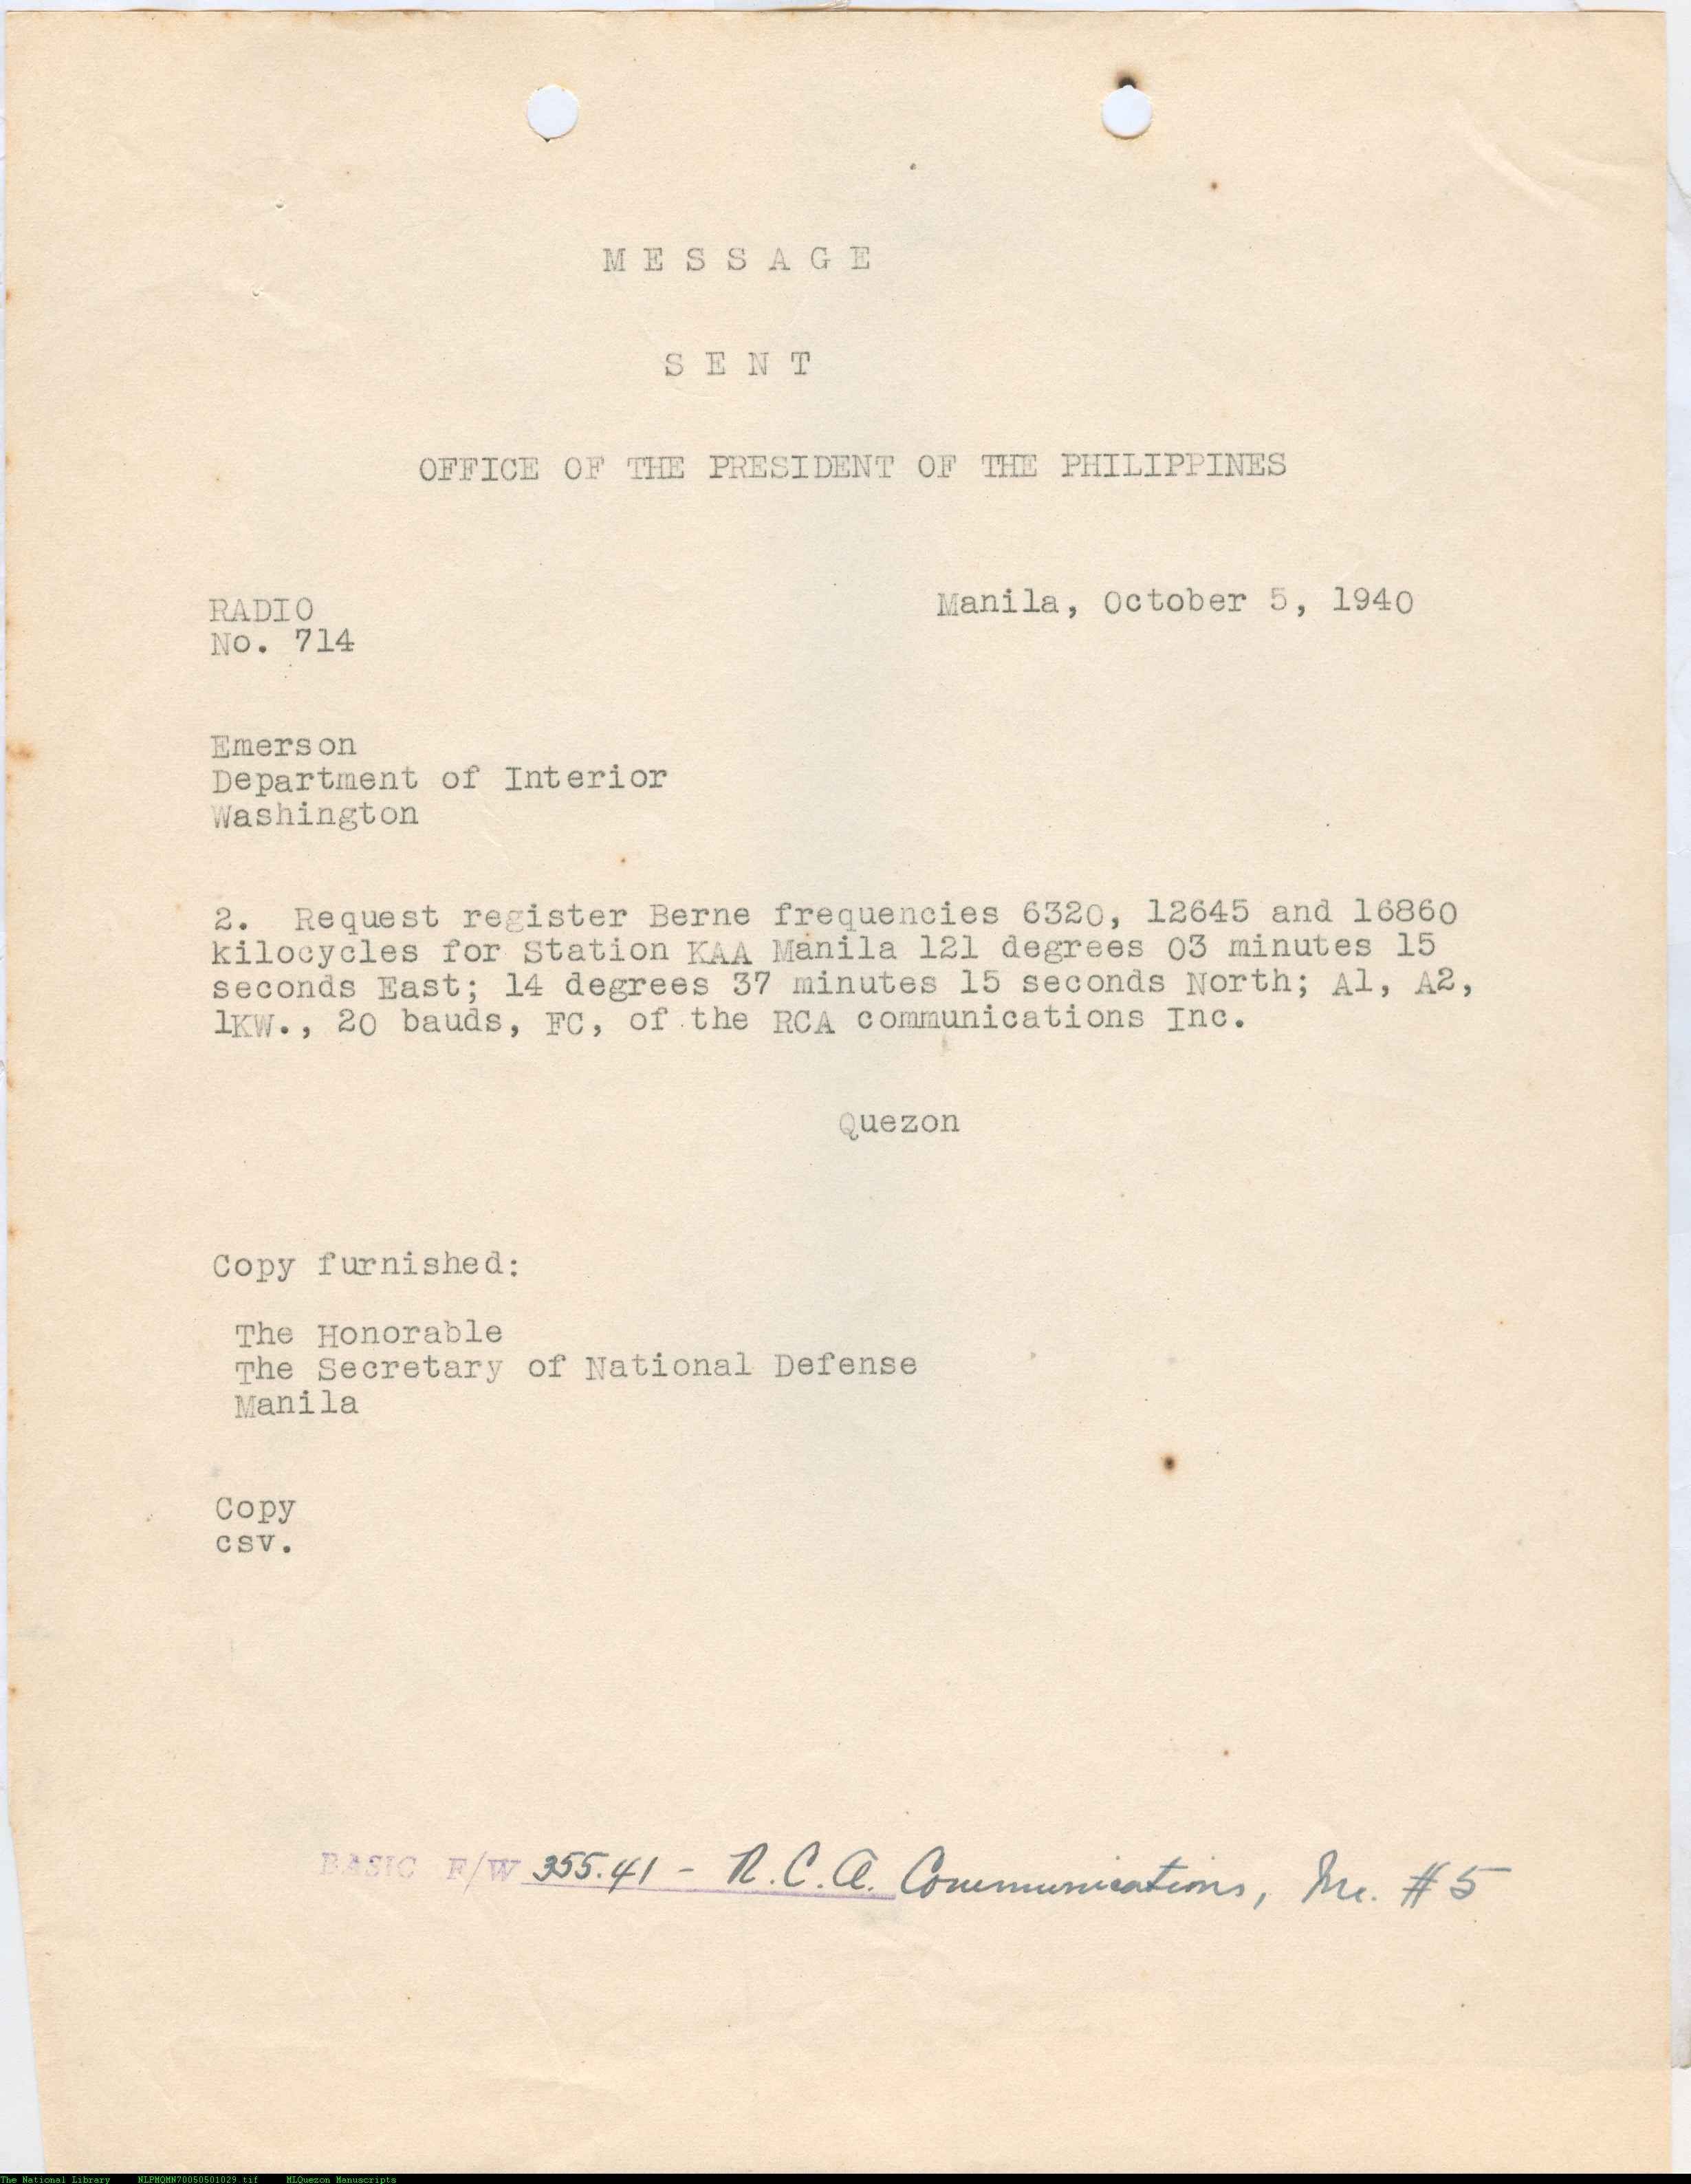 M E S S A G E
S E N T
OFFICE OF THE PRESIDENT OF THE PHILIPPINES
RADIO
No. 714
Manila, October 5, 1940
Emerson
Department of Interior
Washington
2. Request register Berne frequencies 6320, 12645 and 16860
kilocycles for Station KAA Manila 121 degrees 03 minutes 15
seconds East; 14 degrees 37 minutes 15 seconds North; A1, A2,
1KW., 20 bauds, FC, of the RCA communications Inc.
Quezon
Copy furnished:
The Honorable
The Secretary of National Defense
Manila
Copy
csv.
BASIC F/W 355.41 - R.C.A. Communications, Inc. #5
The National Library NLPMQMN70050501029.tif MLQuezon Manuscripts